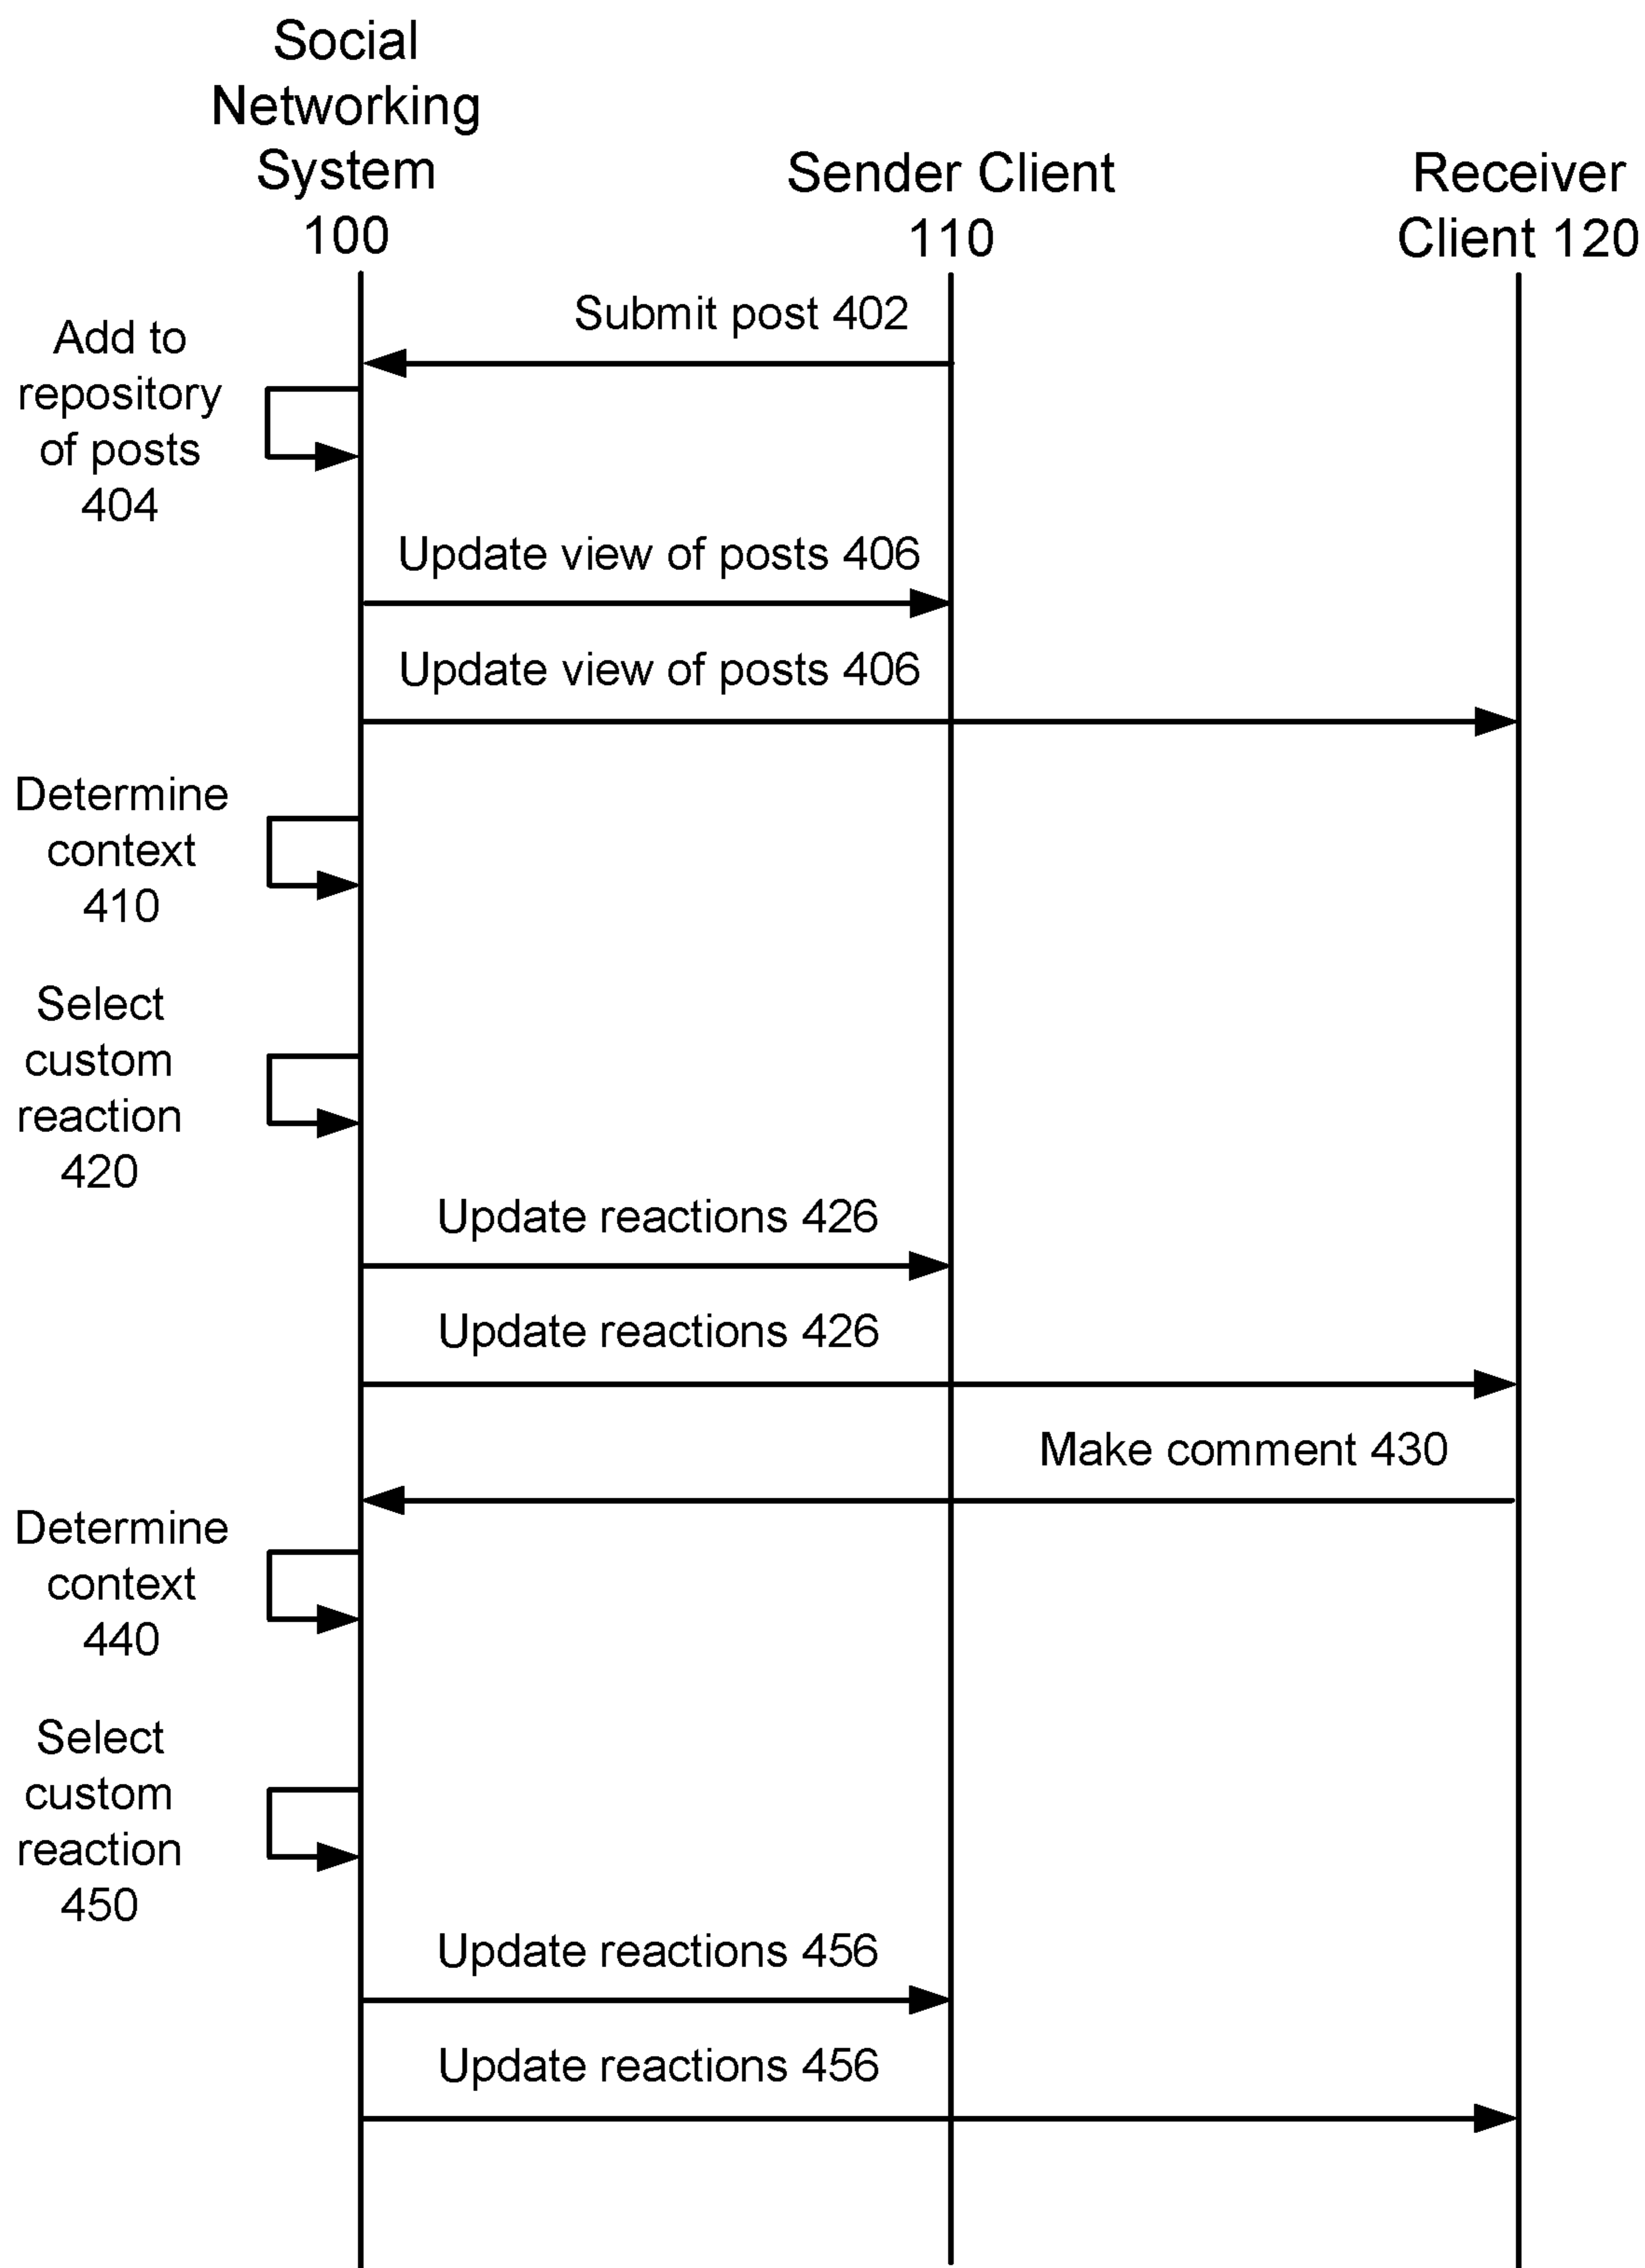 Social
Networking
System
100
Sender Client
110
Receiver
Client 120
Submit post 402
Add to
repository
of posts
404
Update view of posts 406
Update view of posts 406
Determine
context
410
Select
custom
reaction
420
Update reactions 426
Update reactions 426
Make comment 430
Determine
context
440
Select
custom
reaction
450
Update reactions 456
Update reactions 456